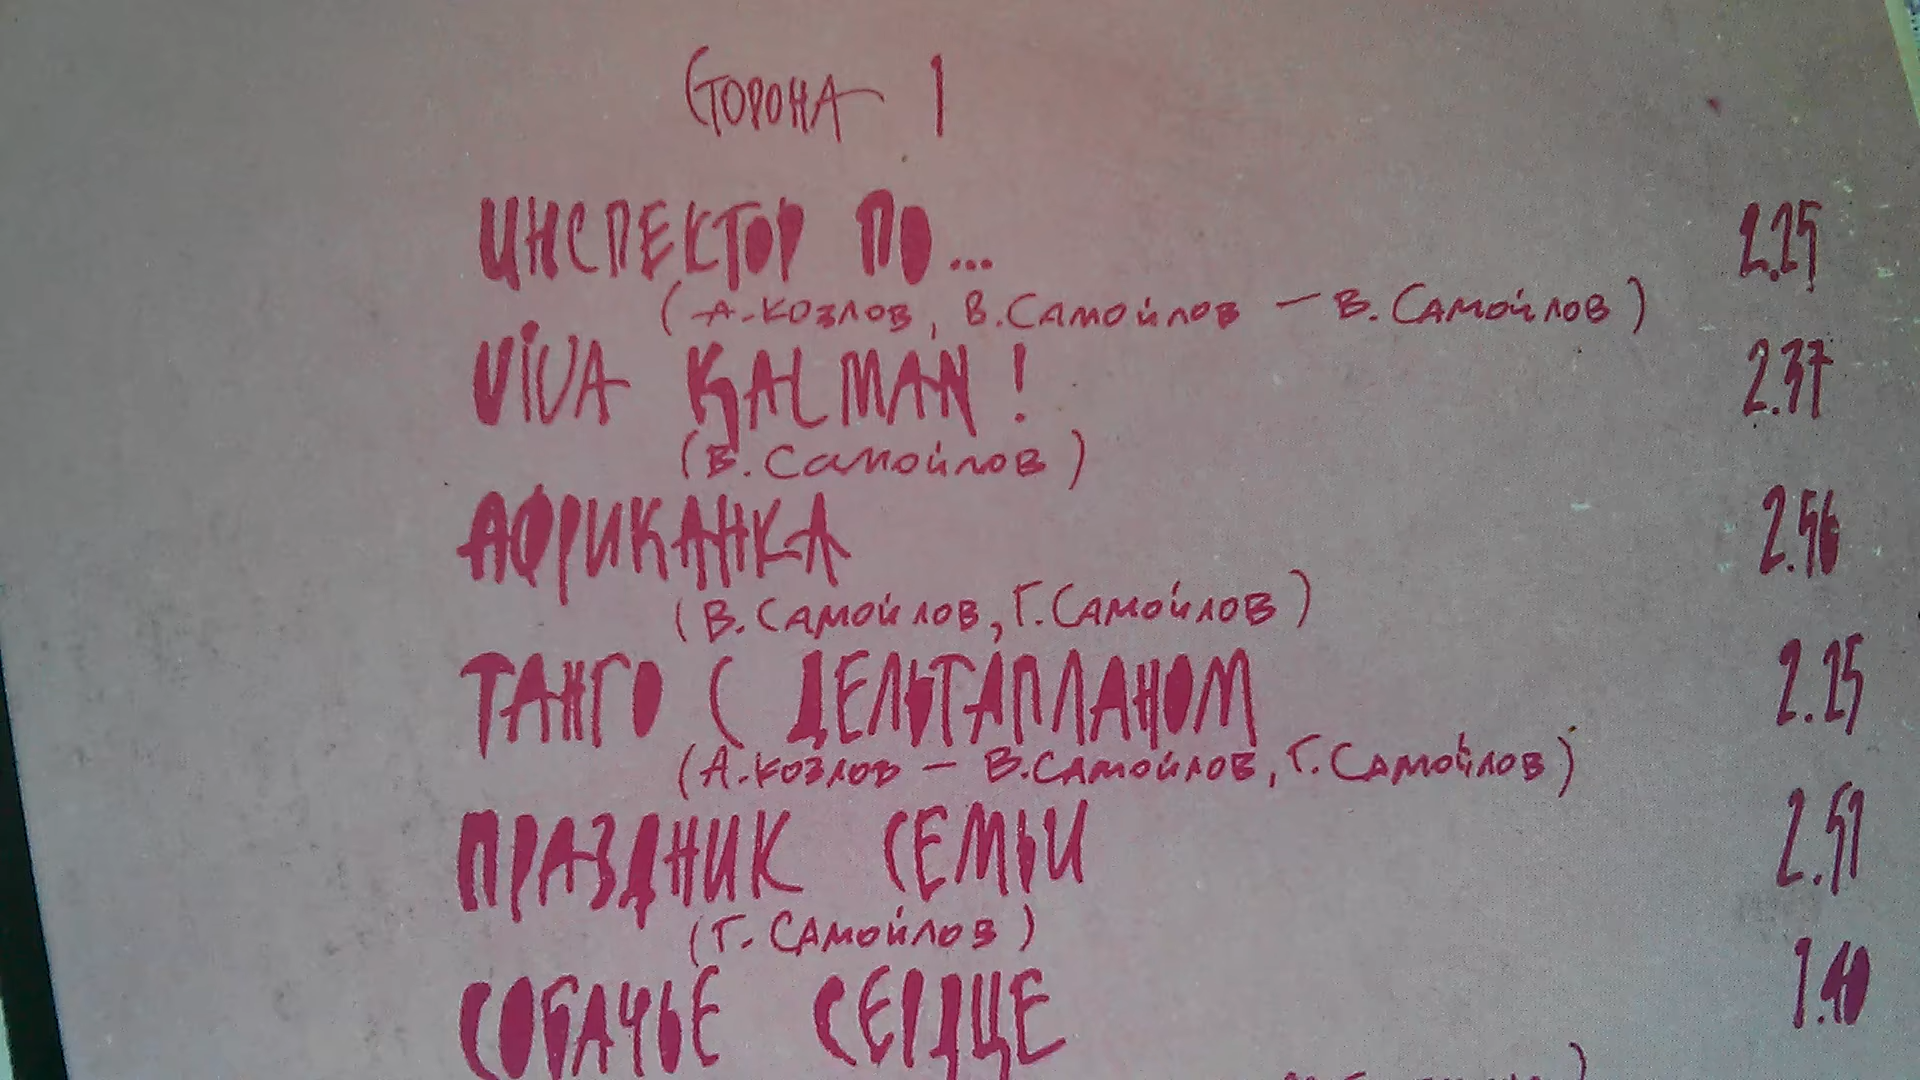 Сторона 1
ИНСПЕКТОР ПО... 2.25
(А. Козлов, В. Самойлов — В. Самойлов)
VIVA KALMAN! 2.37
(В. Самойлов)
АФРИКАНКА 2.56
(В. Самойлов, Г. Самойлов)
ТАНГО С ДЕЛЬТАПЛАНОМ 2.25
(А. Козлов — В. Самойлов, Г. Самойлов)
ПРАЗДНИК СЕМЬИ 2.51
(Г. Самойлов)
СОБАЧЬЕ СЕРДЦЕ 1.40